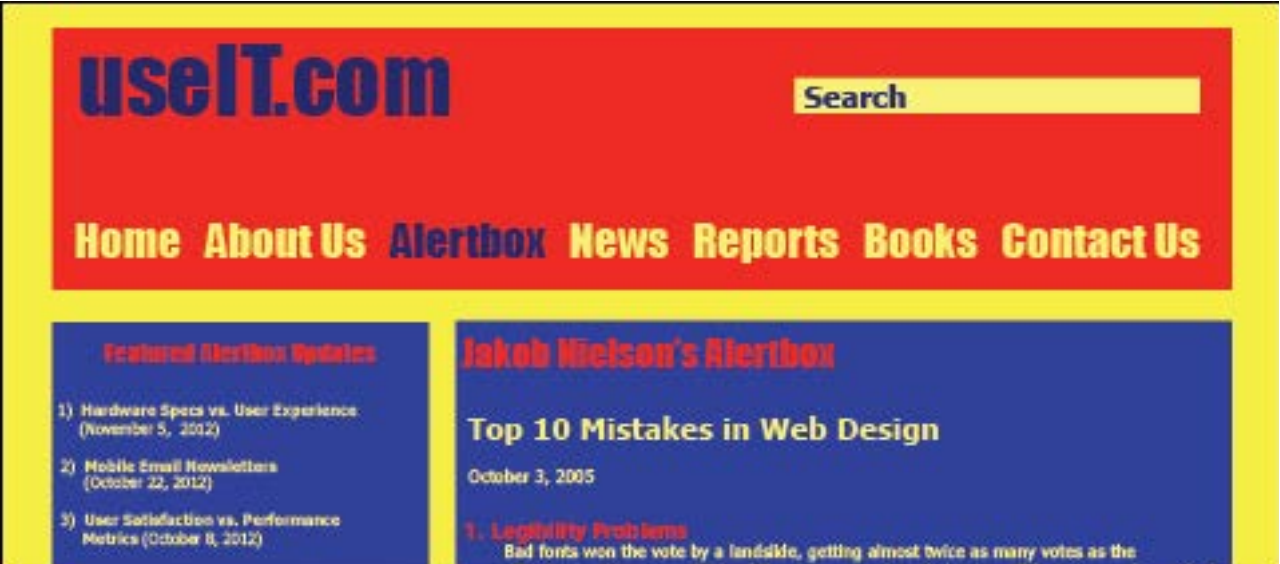 useIT.com
Search
Home About Us Alertbox News Reports Books Contact Us
Featured Alertbox Updates
1) Hardware Specs vs. User Experience
(November 5, 2012)
2) Mobile Email Newsletters
(October 22, 2012)
3) User Satisfaction vs. Performance
Metrics (October 8, 2012)
Jakob Nielson's Alertbox
Top 10 Mistakes in Web Design
October 3, 2005
1. Legibility Problems
Bad fonts won the vote by a landsilde, getting almost twice as many votes as the